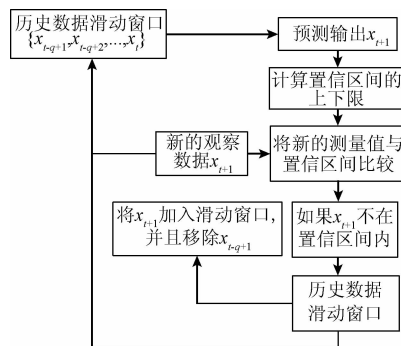 历史数据滑动窗口
{x_{t-q+1},x_{t-q+2},...,x_t}
预测输出x_{t+1}
计算置信区间的
上下限
新的观察
数据x_{t+1}
将新的测量值与
置信区间比较
将x_{t+1}加入滑动窗口，
并且移除x_{t-q+1}
如果x_{t+1}不在
置信区间内
历史数据
滑动窗口